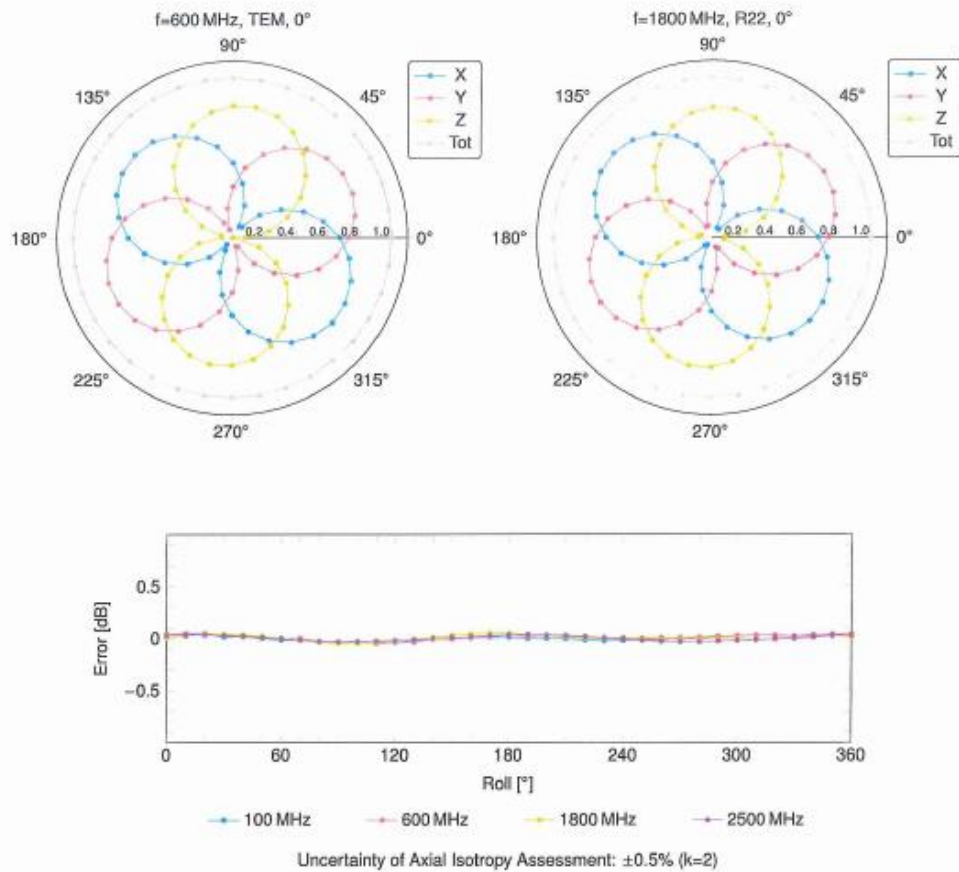 f=600 MHz, TEM, 0°
90°
135°
45°
180°
0°
225°
315°
270°
0.2 0.4 0.6 0.8 1.0
X
Y
Z
Tot
f=1800 MHz, R22, 0°
90°
135°
45°
180°
0°
225°
315°
270°
0.2 0.4 0.6 0.8 1.0
X
Y
Z
Tot
Error [dB]
0.5
0
−0.5
0 60 120 180 240 300 360
Roll [°]
100 MHz 600 MHz 1800 MHz 2500 MHz
Uncertainty of Axial Isotropy Assessment: ±0.5% (k=2)